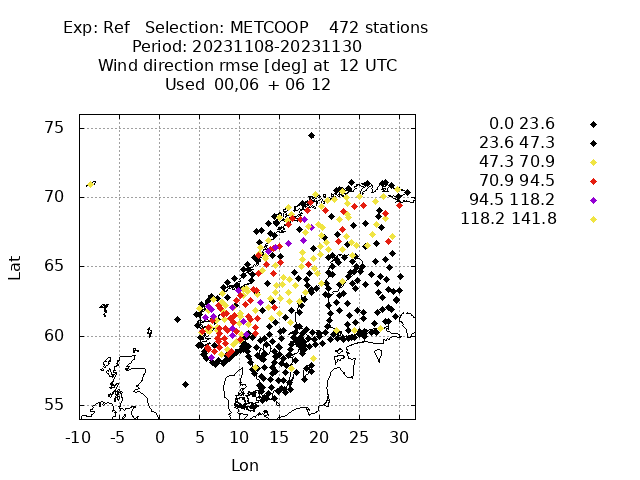 Exp: Ref Selection: METCOOP 472 stations
Period: 20231108-20231130
Wind direction rmse [deg] at 12 UTC
Used 00,06 + 06 12
0.0 23.6
23.6 47.3
47.3 70.9
70.9 94.5
94.5 118.2
118.2 141.8
75
70
65
60
55
Lat
-10 -5 0 5 10 15 20 25 30
Lon